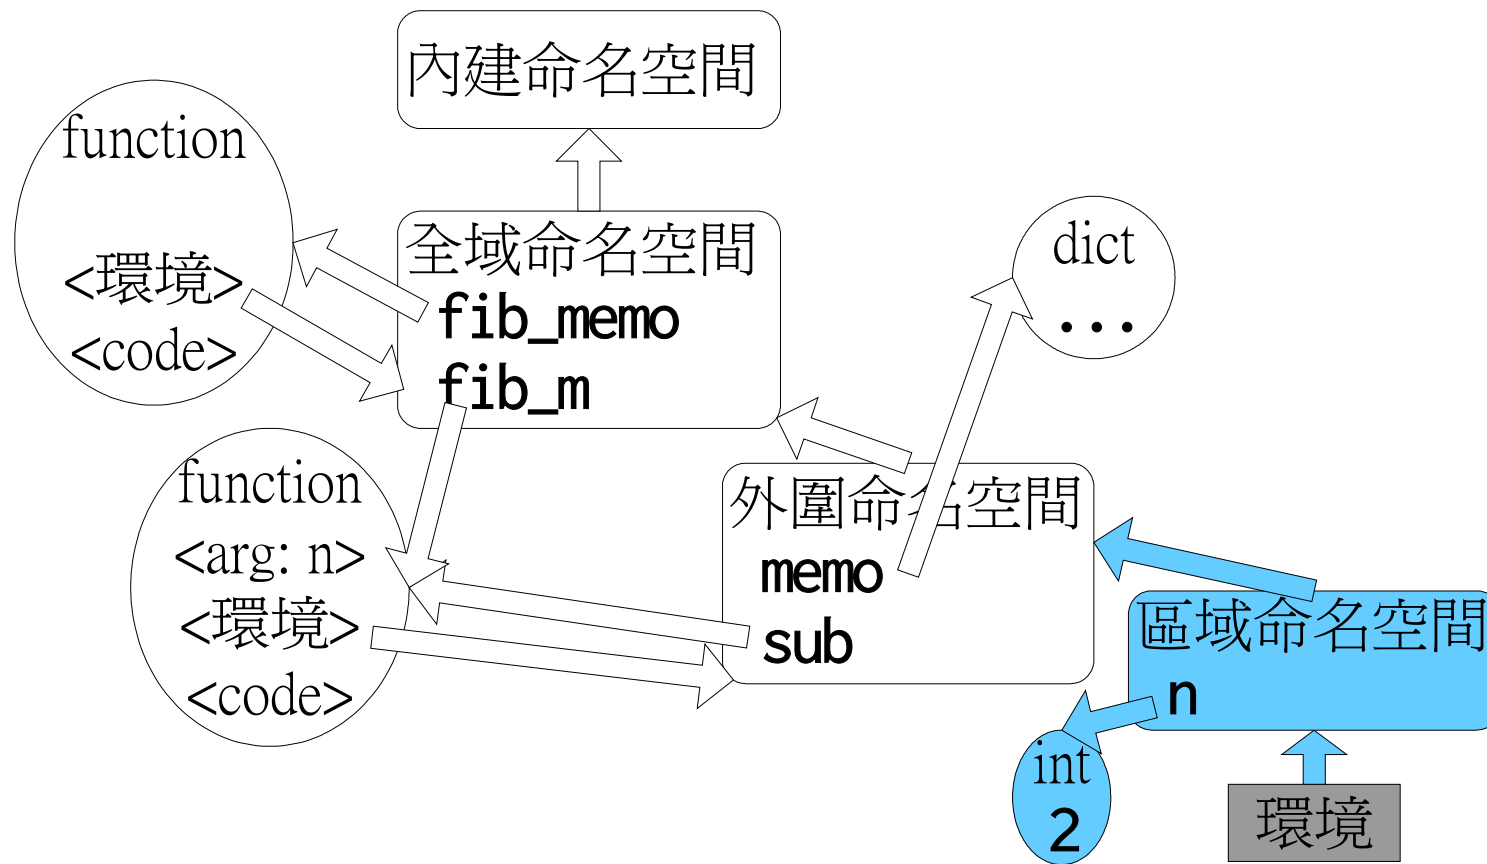 內建命名空間
function
<環境>
<code>
全域命名空間
fib_memo
fib_m
dict
...
function
<arg: n>
<環境>
<code>
外圍命名空間
memo
sub
區域命名空間
n
int
2
環境